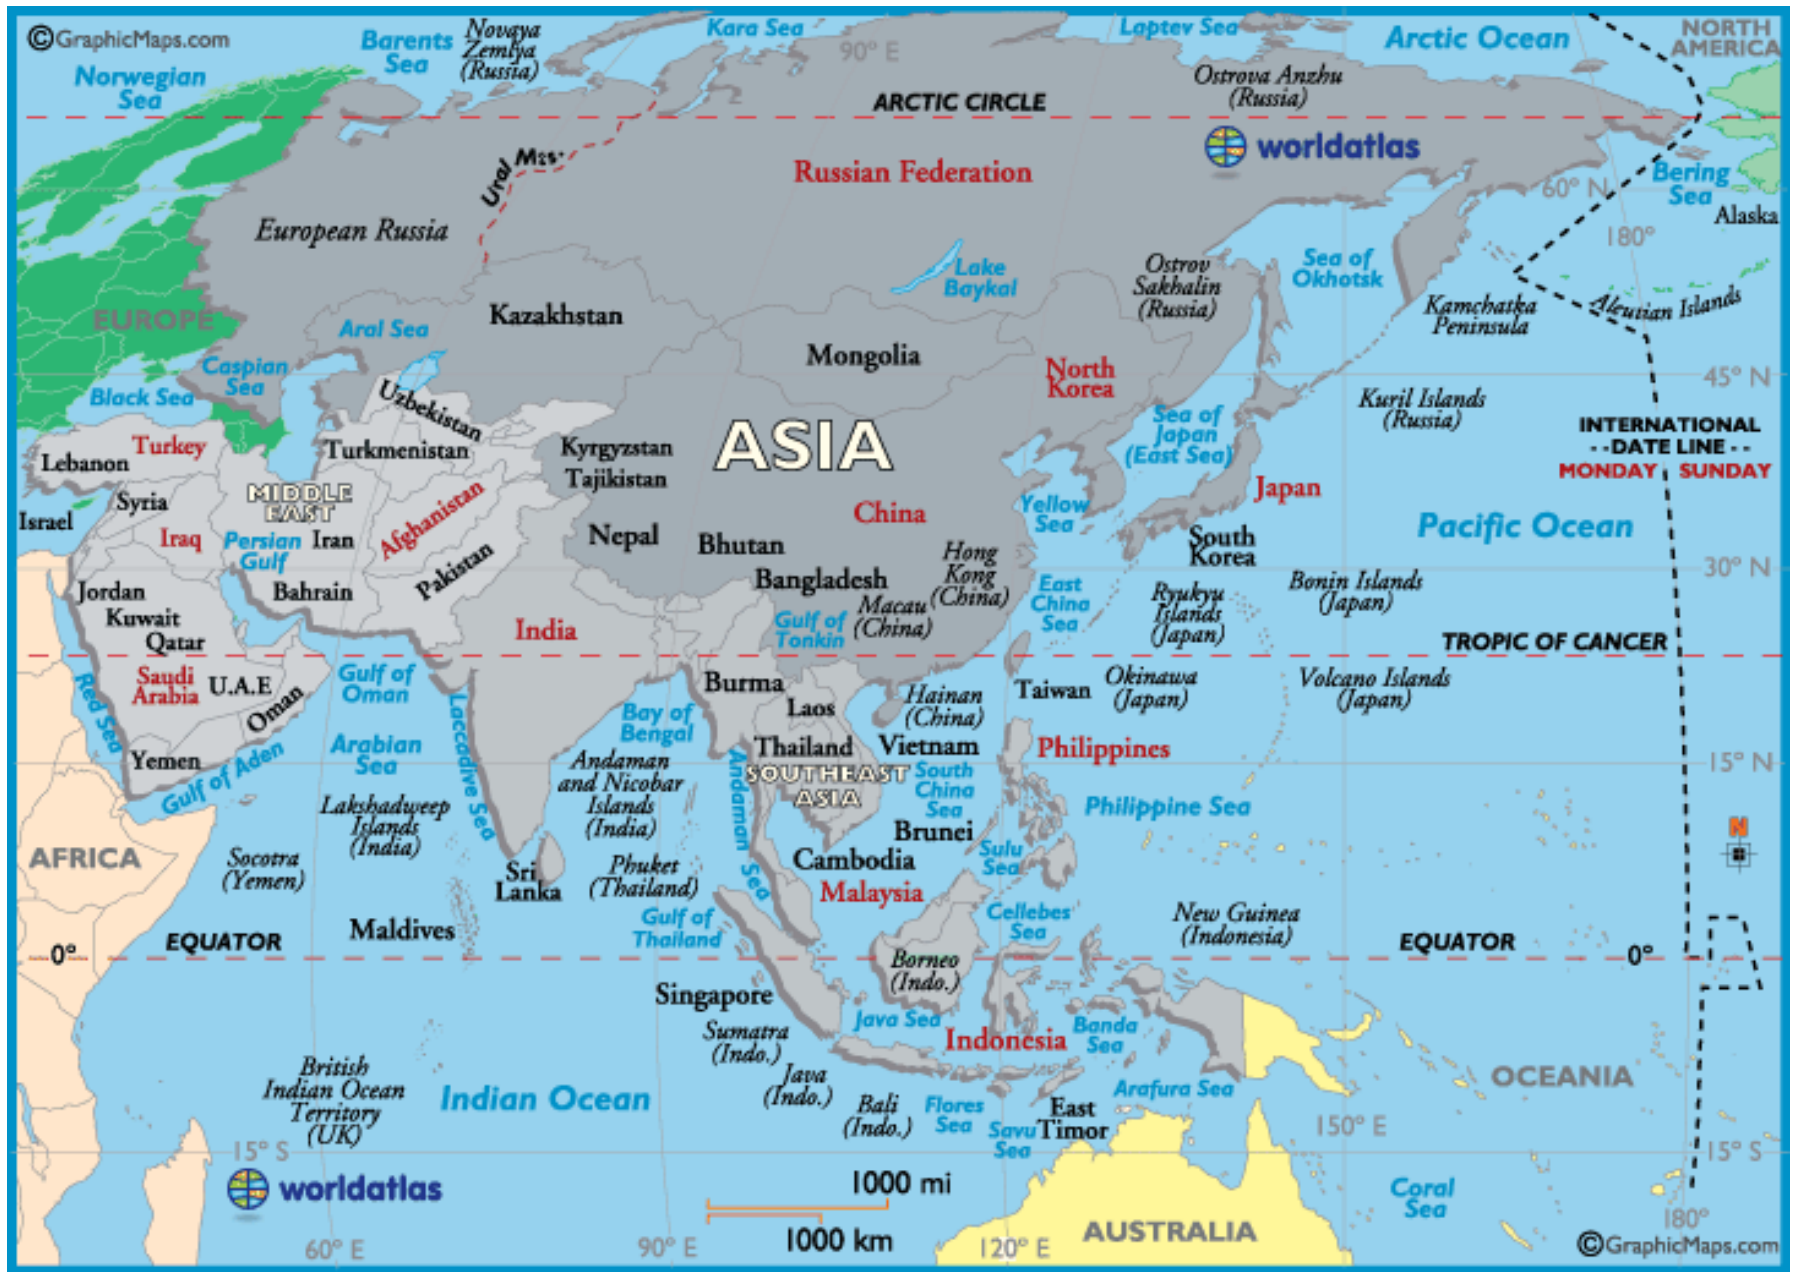 ©GraphicMaps.com
Norwegian
Sea
Barents
Sea
Novaya
Zemlya
(Russia)
Kara Sea
90° E
Laptev Sea
Arctic Ocean
NORTH
AMERICA
Ostrova Anzhu
(Russia)
ARCTIC CIRCLE
worldatlas
Ural Mts.
Russian Federation
60° N
Bering
Sea
Alaska
180°
European Russia
Lake
Baykal
Ostrov
Sakhalin
(Russia)
Sea of
Okhotsk
Kamchatka
Peninsula
Aleutian Islands
EUROPE
Aral Sea
Kazakhstan
Mongolia
North
Korea
Caspian
Sea
Black Sea
45° N
Kuril Islands
(Russia)
Uzbekistan
Sea of
Japan
(East Sea)
INTERNATIONAL
--DATE LINE--
MONDAY SUNDAY
Turkey
Lebanon
Turkmenistan
Kyrgyzstan
Tajikistan
ASIA
Japan
MIDDLE
EAST
Syria
Israel
Afghanistan
China
Yellow
Sea
Pacific Ocean
Iraq
Persian
Gulf
Iran
Nepal
Bhutan
South
Korea
Hong
Kong
(China)
30° N
Pakistan
Jordan
Bahrain
Bangladesh
East
China
Sea
Ryukyu
Islands
(Japan)
Bonin Islands
(Japan)
Kuwait
Qatar
India
Gulf of
Tonkin
Macau
(China)
TROPIC OF CANCER
Saudi
Arabia
U.A.E
Oman
Gulf of
Oman
Burma
Laos
Hainan
(China)
Taiwan
Okinawa
(Japan)
Volcano Islands
(Japan)
Red Sea
Laccadive Sea
Bay of
Bengal
Yemen
Gulf of Aden
Arabian
Sea
Thailand
Vietnam
Philippines
SOUTHEAST
ASIA
15° N
Andaman
and Nicobar
Islands
(India)
Andaman Sea
South
China
Sea
Philippine Sea
Lakshadweep
Islands
(India)
Brunei
N
AFRICA
Socotra
(Yemen)
Sri
Lanka
Phuket
(Thailand)
Cambodia
Sulu
Sea
Malaysia
Maldives
Gulf of
Thailand
Cellebes
Sea
New Guinea
(Indonesia)
0°
EQUATOR
EQUATOR
0°
Borneo
(Indo.)
Singapore
Sumatra
(Indo.)
Java Sea
Indonesia
Banda
Sea
British
Indian Ocean
Territory
(UK)
Indian Ocean
Java
(Indo.)
Bali
(Indo.)
Flores
Sea
Savu
Sea
East
Timor
Arafura Sea
OCEANIA
150° E
15° S
15° S
worldatlas
1000 mi
1000 km
Coral
Sea
AUSTRALIA
60° E
90° E
120° E
180°
©GraphicMaps.com